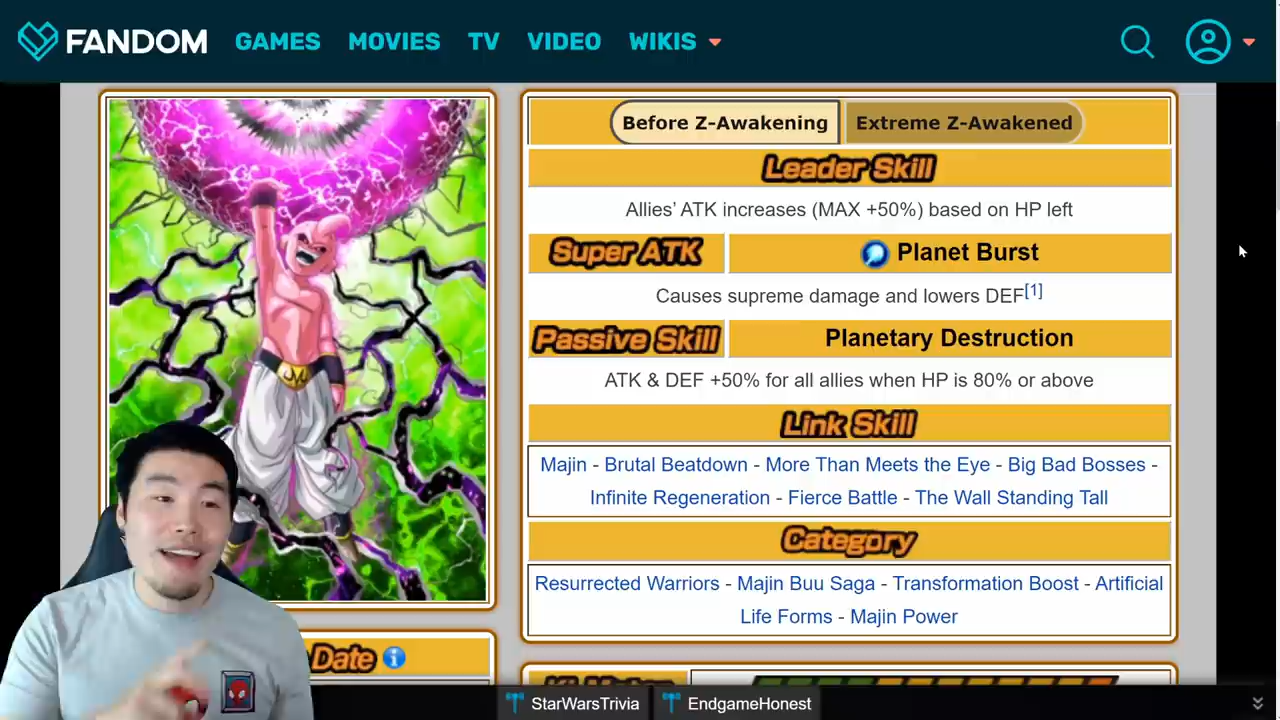 FANDOM GAMES MOVIES TV VIDEO WIKIS
Before Z-Awakening Extreme Z-Awakened
Leader Skill
Allies' ATK increases (MAX +50%) based on HP left
Super ATK Planet Burst
Causes supreme damage and lowers DEF[1]
Passive Skill Planetary Destruction
ATK & DEF +50% for all allies when HP is 80% or above
Link Skill
Majin - Brutal Beatdown - More Than Meets the Eye - Big Bad Bosses -
Infinite Regeneration - Fierce Battle - The Wall Standing Tall
Category
Resurrected Warriors - Majin Buu Saga - Transformation Boost - Artificial
Life Forms - Majin Power
Date
StarWarsTrivia EndgameHonest